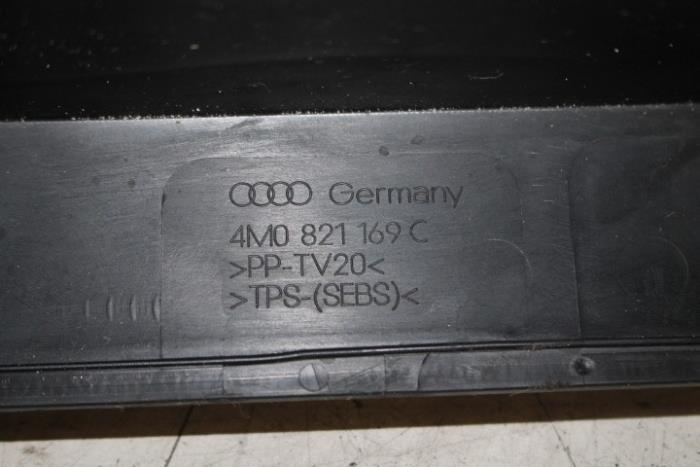 Germany
4M0 821 169 C
>PP-TV20<
>TPS-(SEBS)<